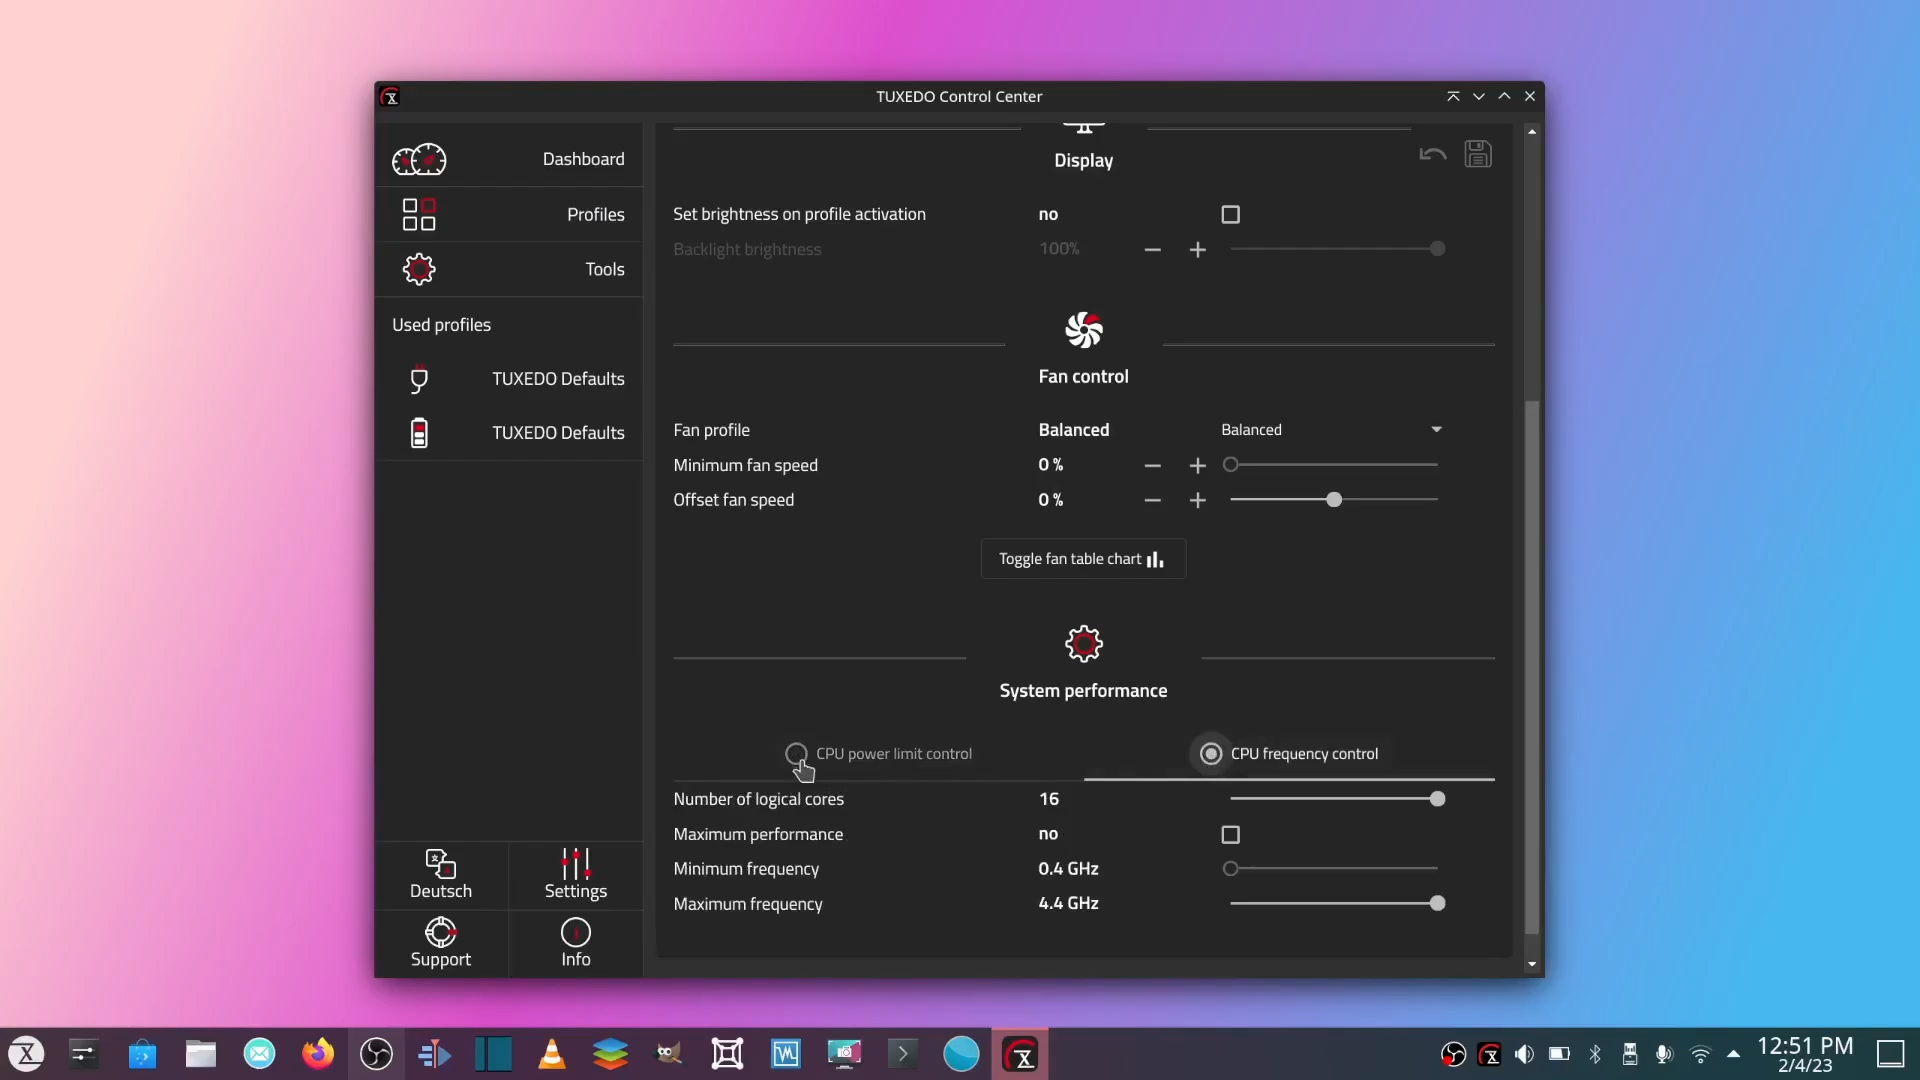 TUXEDO Control Center
Dashboard
Profiles
Tools
Used profiles
TUXEDO Defaults
TUXEDO Defaults
Deutsch
Settings
Support
Info
Display
Set brightness on profile activation no
Backlight brightness 100%
Fan control
Fan profile Balanced Balanced
Minimum fan speed 0 %
Offset fan speed 0 %
Toggle fan table chart
System performance
CPU power limit control CPU frequency control
Number of logical cores 16
Maximum performance no
Minimum frequency 0.4 GHz
Maximum frequency 4.4 GHz
12:51 PM
2/4/23